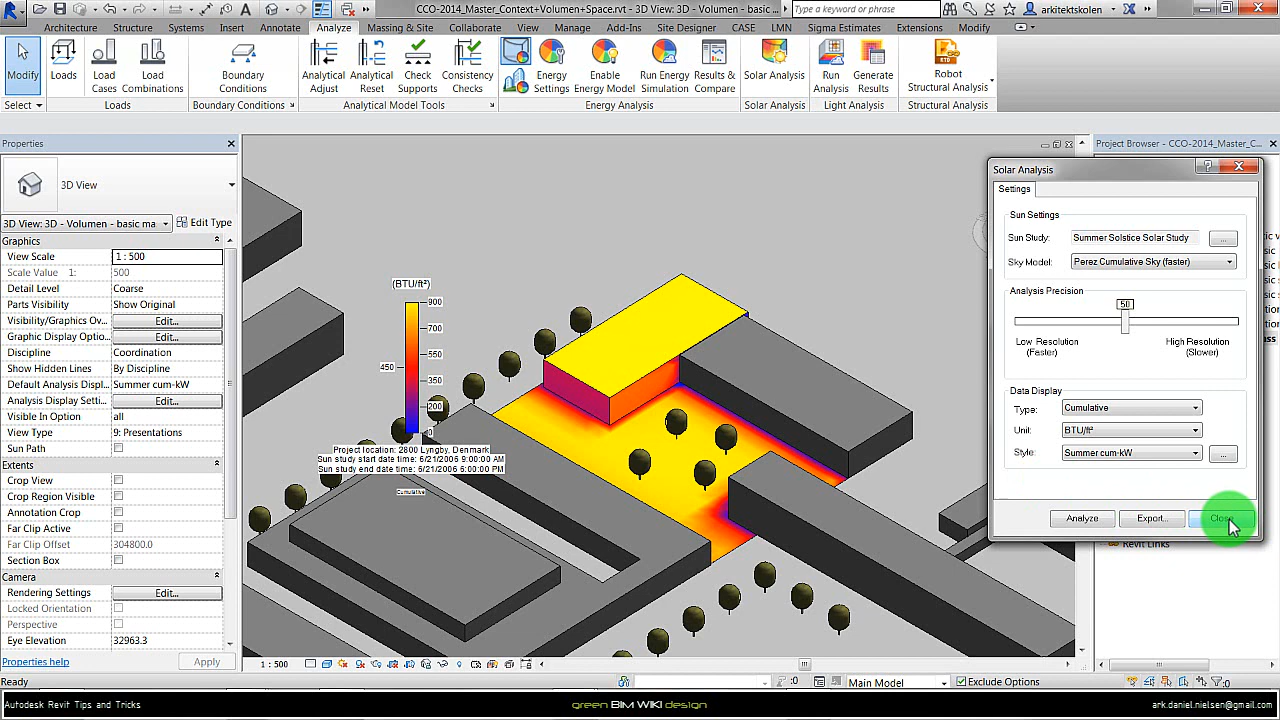 CCO-2014_Master_Context+Volumen+Space.rvt - 3D View: 3D - Volumen - basic ma...
Type a keyword or phrase
arkitektskolen
Architecture Structure Systems Insert Annotate Analyze Massing & Site Collaborate View Manage Add-Ins Site Designer CASE LMN Sigma Estimates Extensions Modify
Modify
Loads
Load Cases
Load Combinations
Boundary Conditions
Analytical Adjust
Analytical Reset
Check Supports
Consistency Checks
Energy Settings
Enable Energy Model
Run Energy Simulation
Results & Compare
Solar Analysis
Run Analysis
Generate Results
Robot Structural Analysis
Select
Loads
Boundary Conditions
Analytical Model Tools
Energy Analysis
Solar Analysis
Light Analysis
Structural Analysis
Properties
3D View
3D View: 3D - Volumen - basic ma
Edit Type
Graphics
View Scale 1 : 500
Scale Value 1: 500
Detail Level Coarse
Parts Visibility Show Original
Visibility/Graphics Ov... Edit...
Graphic Display Optio... Edit...
Discipline Coordination
Show Hidden Lines By Discipline
Default Analysis Displ... Summer cum-kW
Analysis Display Setti... Edit...
Visible In Option all
View Type 9: Presentations
Sun Path
Extents
Crop View
Crop Region Visible
Annotation Crop
Far Clip Active
Far Clip Offset 304800.0
Section Box
Camera
Rendering Settings Edit...
Locked Orientation
Perspective
Eye Elevation 32963.3
Properties help
Apply
(BTU/ft²)
900
700
550
450
350
200
0
Project location: 2800 Lyngby, Denmark
Sun study start date time: 6/21/2006 9:00:00 AM
Sun study end date time: 6/21/2006 6:00:00 PM
Cumulative
1 : 500
Project Browser - CCO-2014_Master_C...
Solar Analysis
Settings
Sun Settings
Sun Study: Summer Solstice Solar Study ...
Sky Model: Perez Cumulative Sky (faster)
Analysis Precision
50
Low Resolution (Faster)
High Resolution (Slower)
Data Display
Type: Cumulative
Unit: BTU/ft²
Style: Summer cum-kW ...
Analyze
Export...
Close
Revit Links
Ready
:0
Main Model
Exclude Options
:0
Autodesk Revit Tips and Tricks
green BIM WIKI design
ark.daniel.nielsen@gmail.com